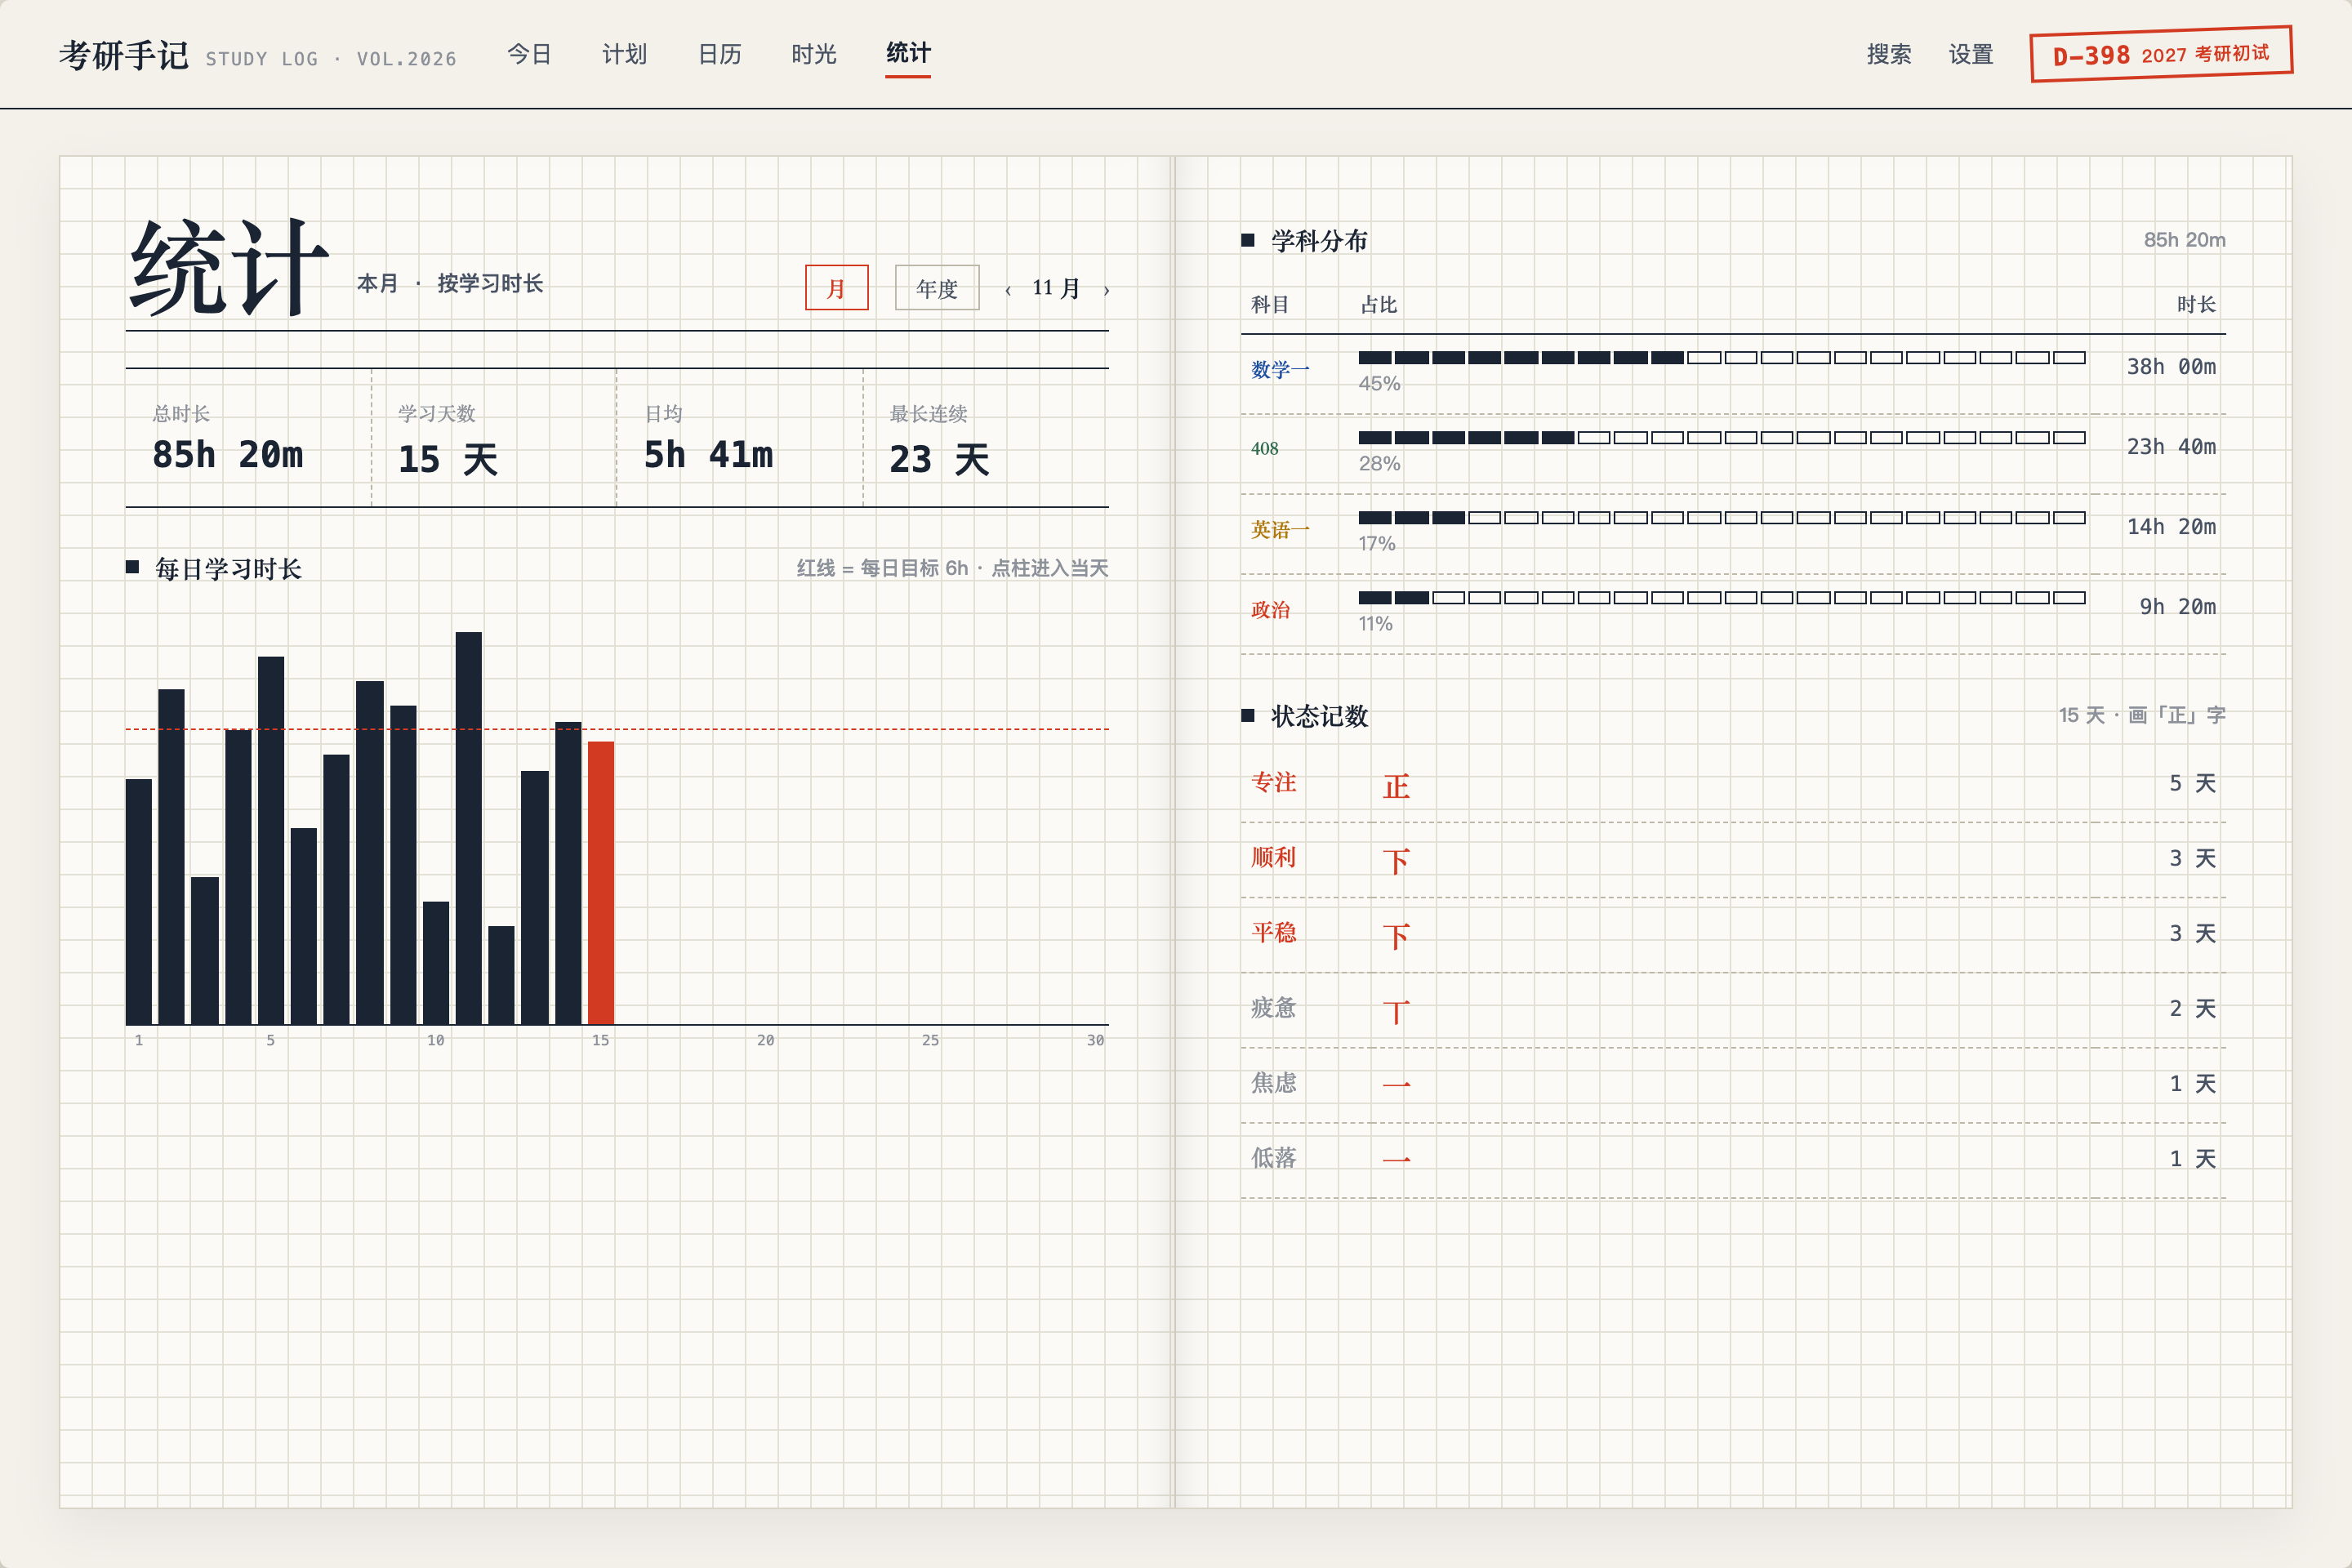 考研手记 STUDY LOG · VOL.2026 今日 计划 日历 时光 统计 搜索 设置 D−398 2027 考研初试
统计 本月 · 按学习时长 月 年度 ‹ 11 月 ›
总时长 学习天数 日均 最长连续
85h 20m 15 天 5h 41m 23 天
每日学习时长 红线 = 每日目标 6h · 点柱进入当天
1 5 10 15 20 25 30
学科分布 85h 20m
科目 占比 时长
数学一 45% 38h 00m
408 28% 23h 40m
英语一 17% 14h 20m
政治 11% 9h 20m
状态记数 15 天 · 画「正」字
专注 正 5 天
顺利 下 3 天
平稳 下 3 天
疲惫 丅 2 天
焦虑 一 1 天
低落 一 1 天